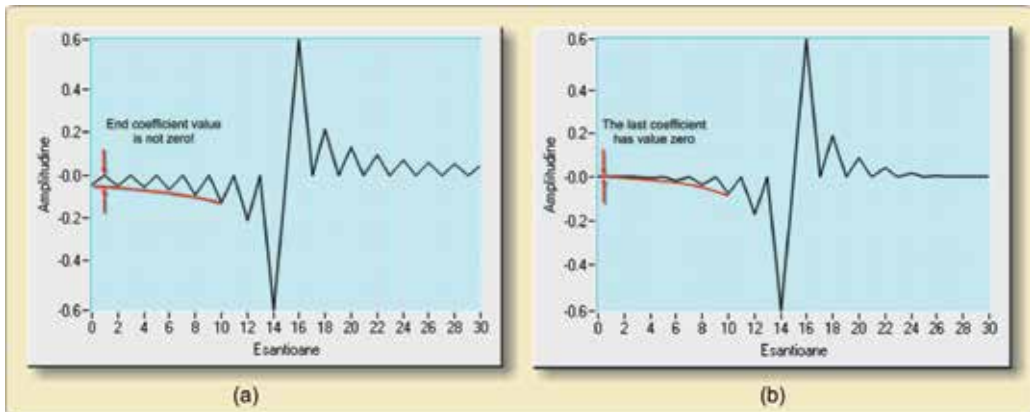 0.6
0.4
0.2
-0.0
-0.2
-0.4
-0.6
Amplitudine
End coefficient value
is not zero!
0 2 4 6 8 10 12 14 16 18 20 22 24 26 28 30
Esantioane
(a)
0.6
0.4
0.2
-0.0
-0.2
-0.4
-0.6
Amplitudine
The last coefficient
has value zero
0 2 4 6 8 10 12 14 16 18 20 22 24 26 28 30
Esantioane
(b)